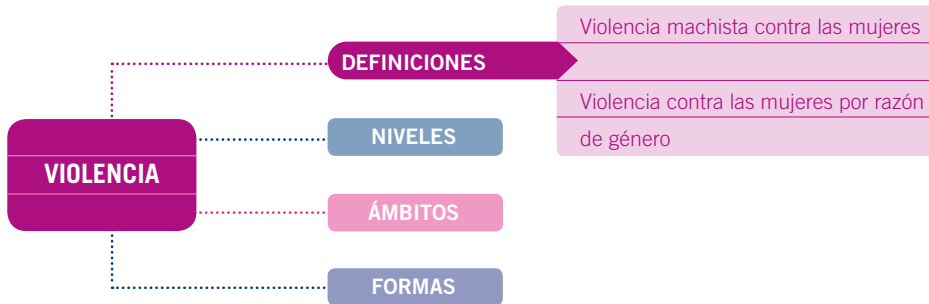 VIOLENCIA
DEFINICIONES
Violencia machista contra las mujeres
Violencia contra las mujeres por razón
de género
NIVELES
ÁMBITOS
FORMAS